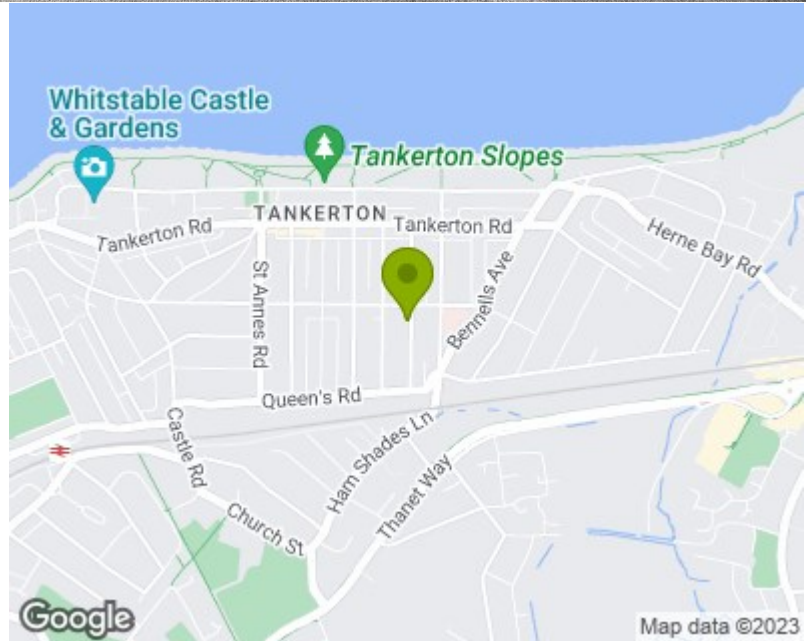 Whitstable Castle
& Gardens
Tankerton Slopes
TANKERTON
Tankerton Rd
Tankerton Rd
Herne Bay Rd
St Annes Rd
Bennells Ave
Queen's Rd
Castle Rd
Ham Shades Ln
Thanet Way
Church St
Google
Map data ©2023